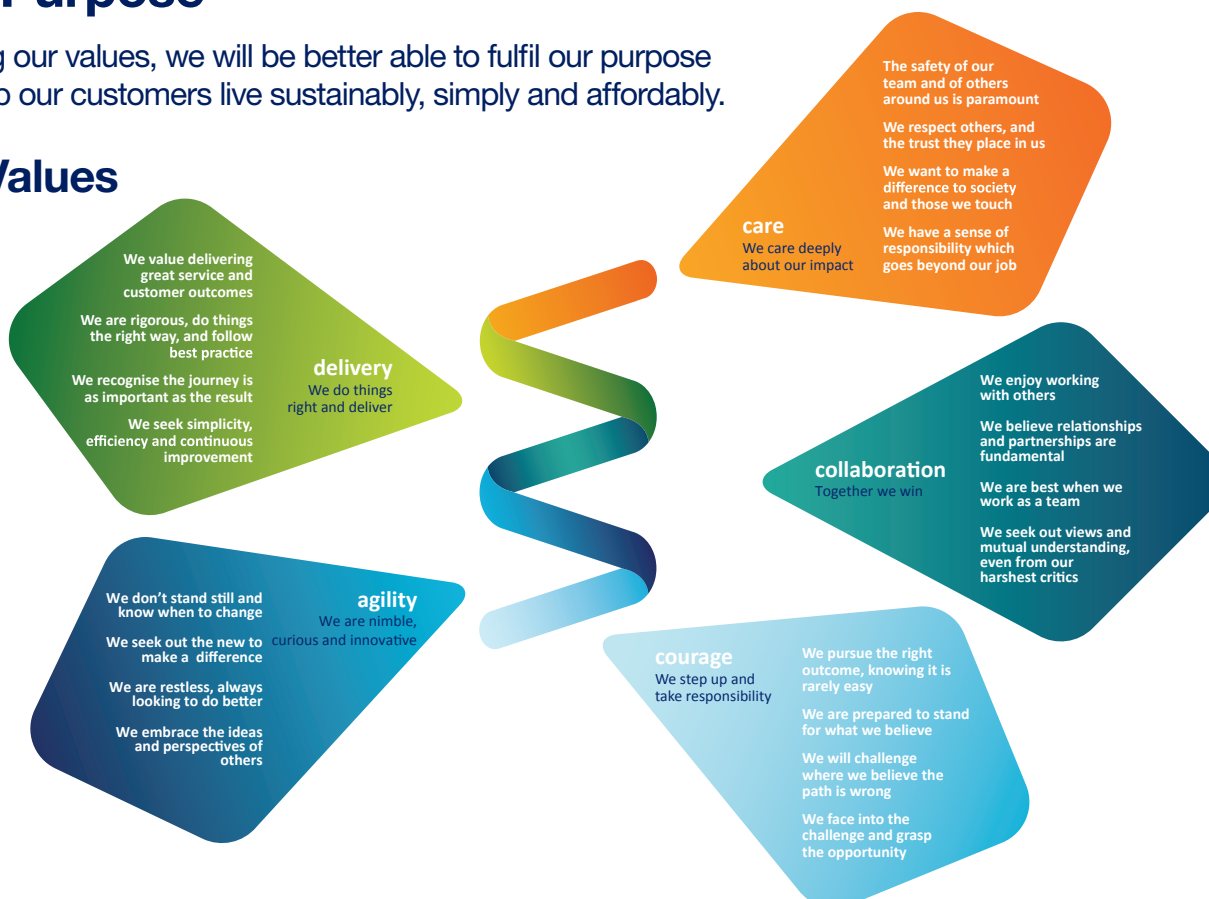 Purpose
our values, we will be better able to fulfil our purpose
our customers live sustainably, simply and affordably.
Values
The safety of our
team and of others
around us is paramount
We respect others, and
the trust they place in us
We want to make a
difference to society
and those we touch
We have a sense of
responsibility which
goes beyond our job
care
We care deeply
about our impact
We value delivering
great service and
customer outcomes
We are rigorous, do things
the right way, and follow
best practice
We recognise the journey is
as important as the result
We seek simplicity,
efficiency and continuous
improvement
delivery
We do things
right and deliver
We enjoy working
with others
We believe relationships
and partnerships are
fundamental
We are best when we
work as a team
We seek out views and
mutual understanding,
even from our
harshest critics
collaboration
Together we win
We don't stand still and
know when to change
We seek out the new to
make a difference
We are restless, always
looking to do better
We embrace the ideas
and perspectives of
others
agility
We are nimble,
curious and innovative
courage
We step up and
take responsibility
We pursue the right
outcome, knowing it is
rarely easy
We are prepared to stand
for what we believe
We will challenge
where we believe the
path is wrong
We face into the
challenge and grasp
the opportunity